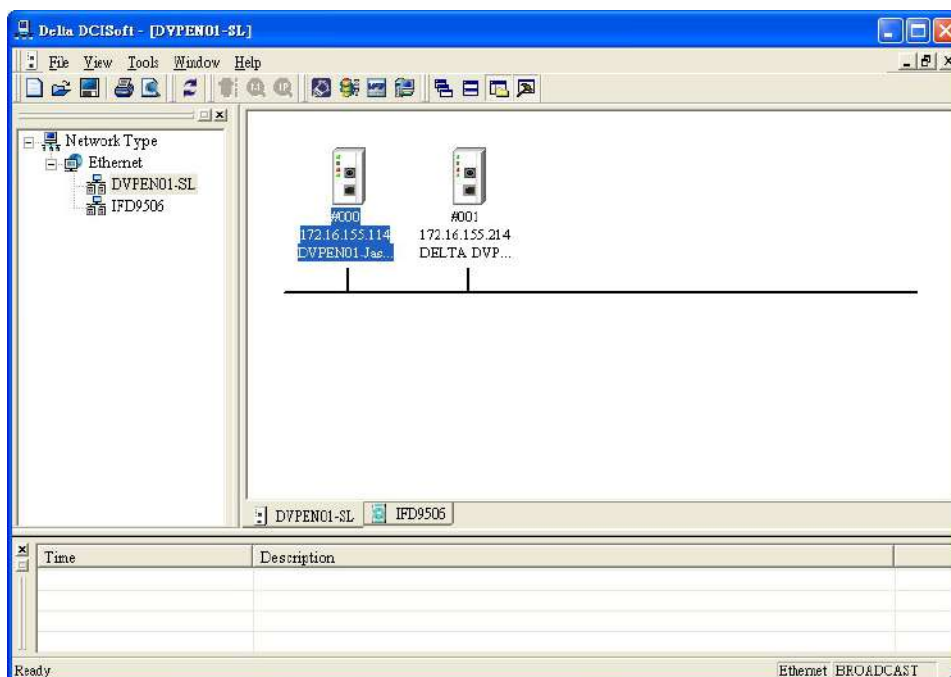 Delta DCISoft - [DVPEN01-SL]
File View Tools Window Help
Network Type
Ethernet
DVPEN01-SL
IFD9506
#000
172.16.155.114
DVPEN01.Jas...
#001
172.16.155.214
DELTA DVP...
DVPEN01-SL IFD9506
Time Description
Ready Ethernet BROADCAST